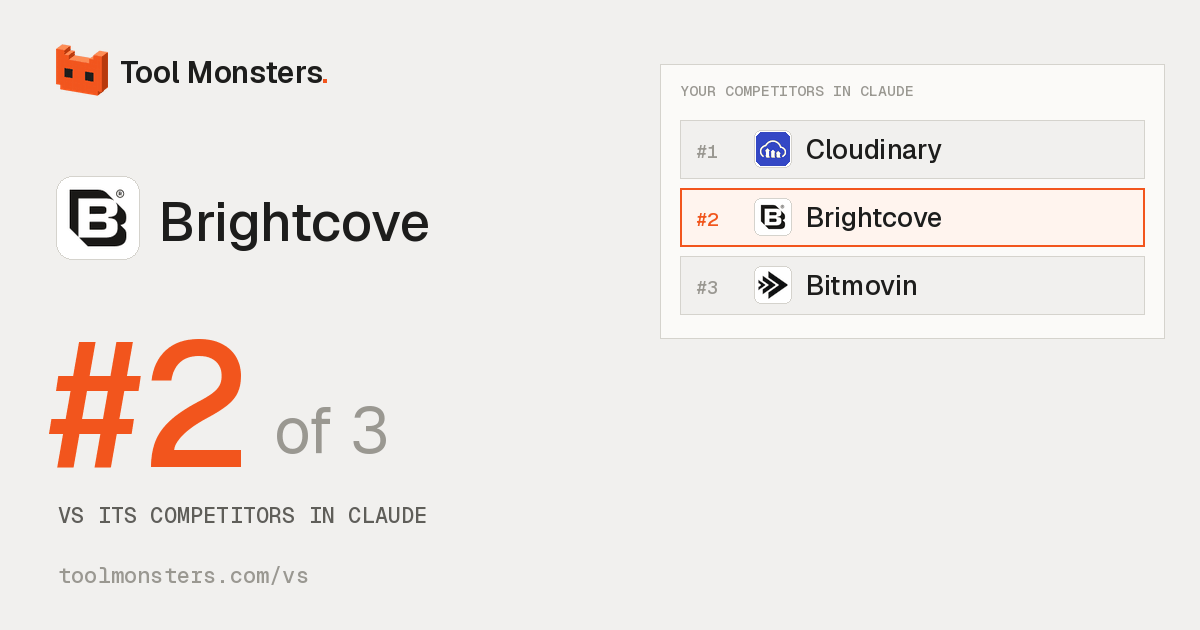 Tool Monsters.
Brightcove
#2 of 3
VS ITS COMPETITORS IN CLAUDE
toolmonsters.com/vs
YOUR COMPETITORS IN CLAUDE
#1 Cloudinary
#2 Brightcove
#3 Bitmovin